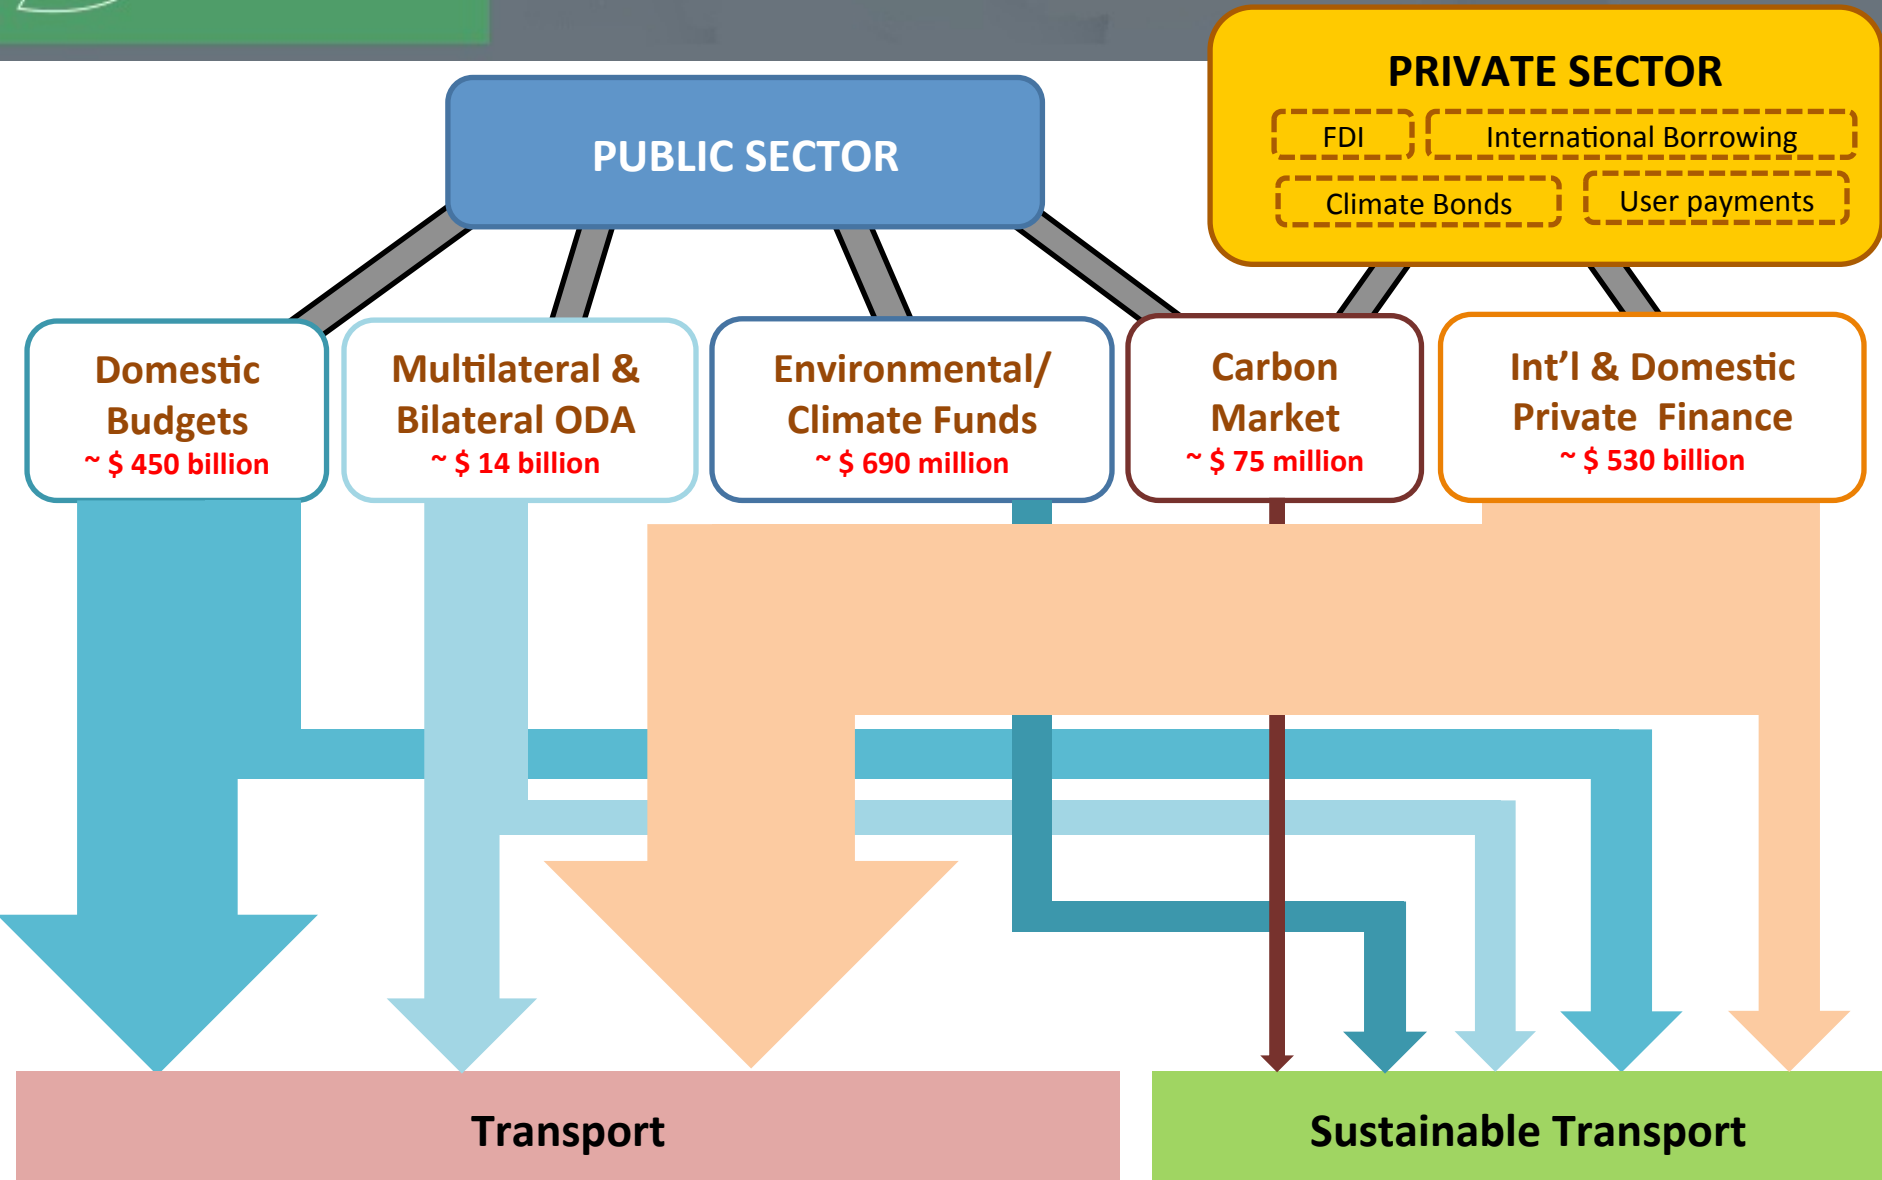 PRIVATE SECTOR
FDI
International Borrowing
Climate Bonds
User payments
PUBLIC SECTOR
Domestic
Budgets
~ $ 450 billion
Multilateral &
Bilateral ODA
~ $ 14 billion
Environmental/
Climate Funds
~ $ 690 million
Carbon
Market
~ $ 75 million
Int’l & Domestic
Private  Finance
~ $ 530 billion
Transport
Sustainable Transport